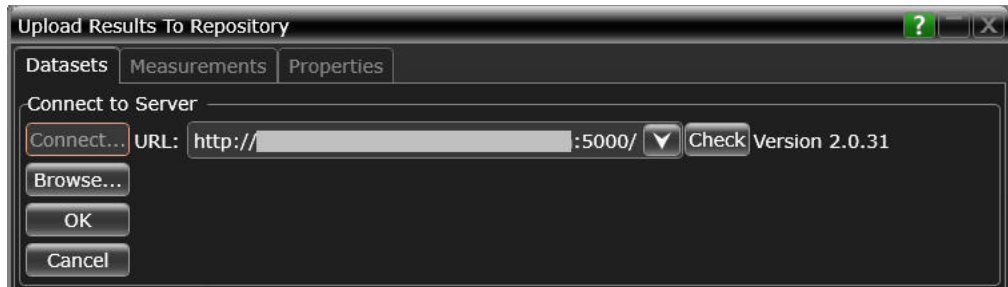 Upload Results To Repository ? X
Datasets Measurements Properties
Connect to Server
Connect... URL: http:// :5000/ Check Version 2.0.31
Browse...
OK
Cancel